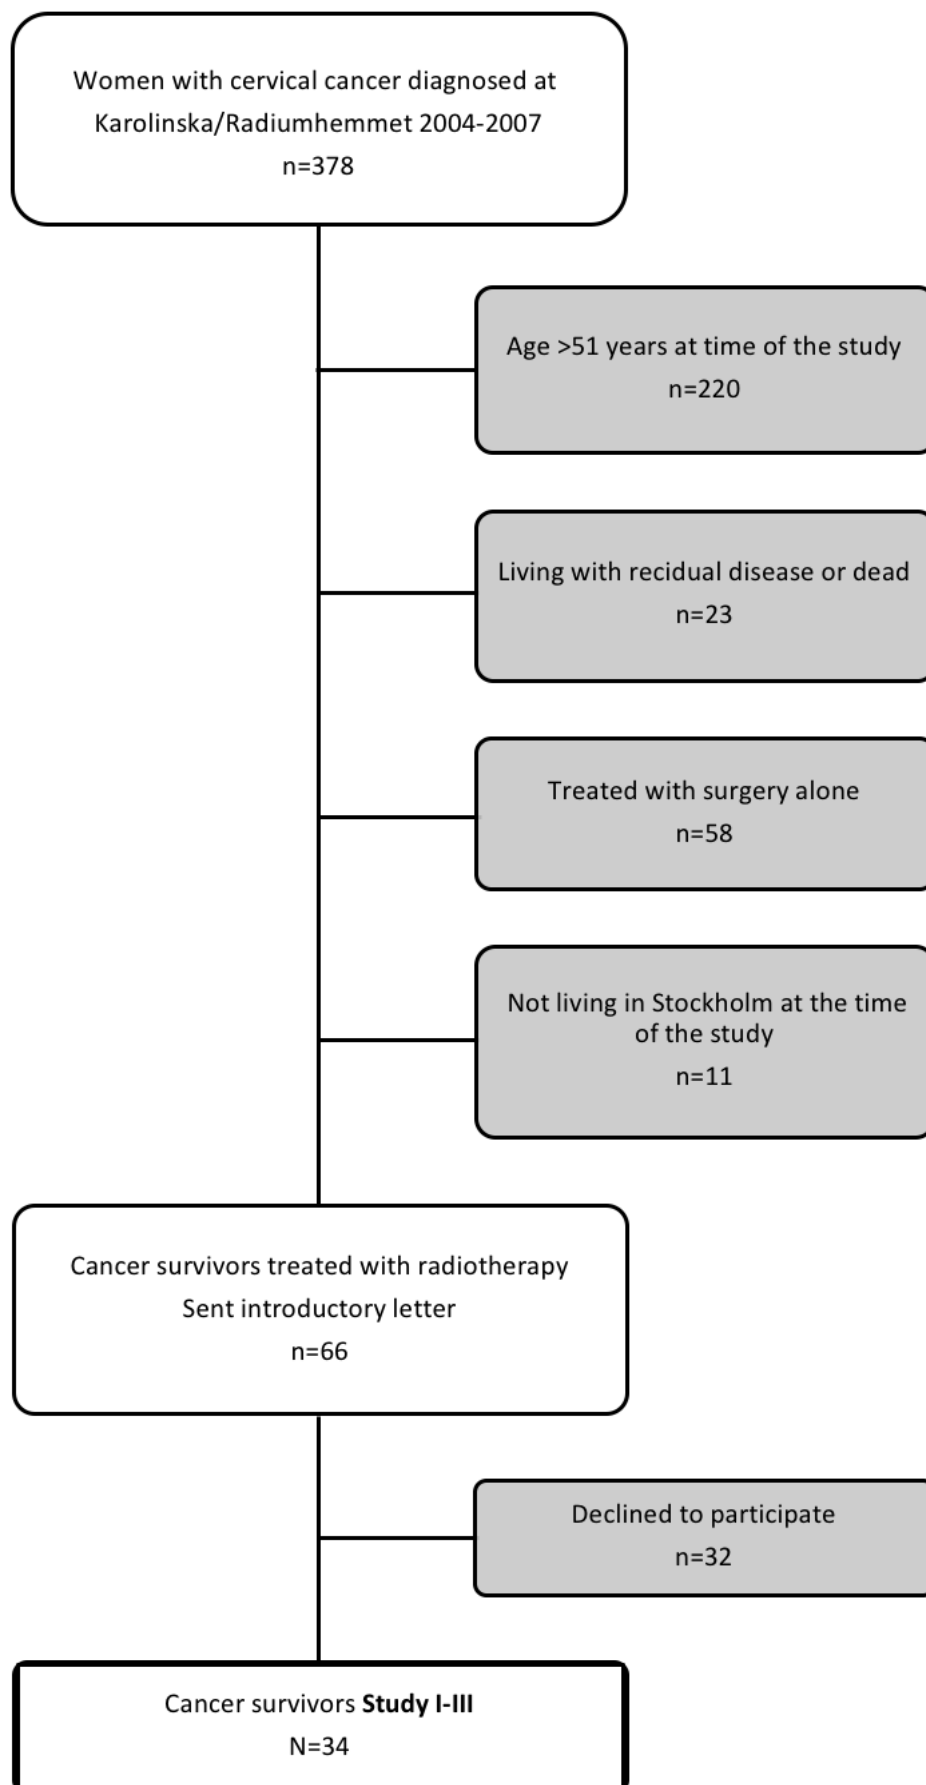 Women with cervical cancer diagnosed at
Karolinska/Radiumhemmet 2004-2007
n=378
Age >51 years at time of the study
n=220
Living with recidual disease or dead
n=23
Treated with surgery alone
n=58
Not living in Stockholm at the time
of the study
n=11
Cancer survivors treated with radiotherapy
Sent introductory letter
n=66
Declined to participate
n=32
Cancer survivors Study I-III
N=34